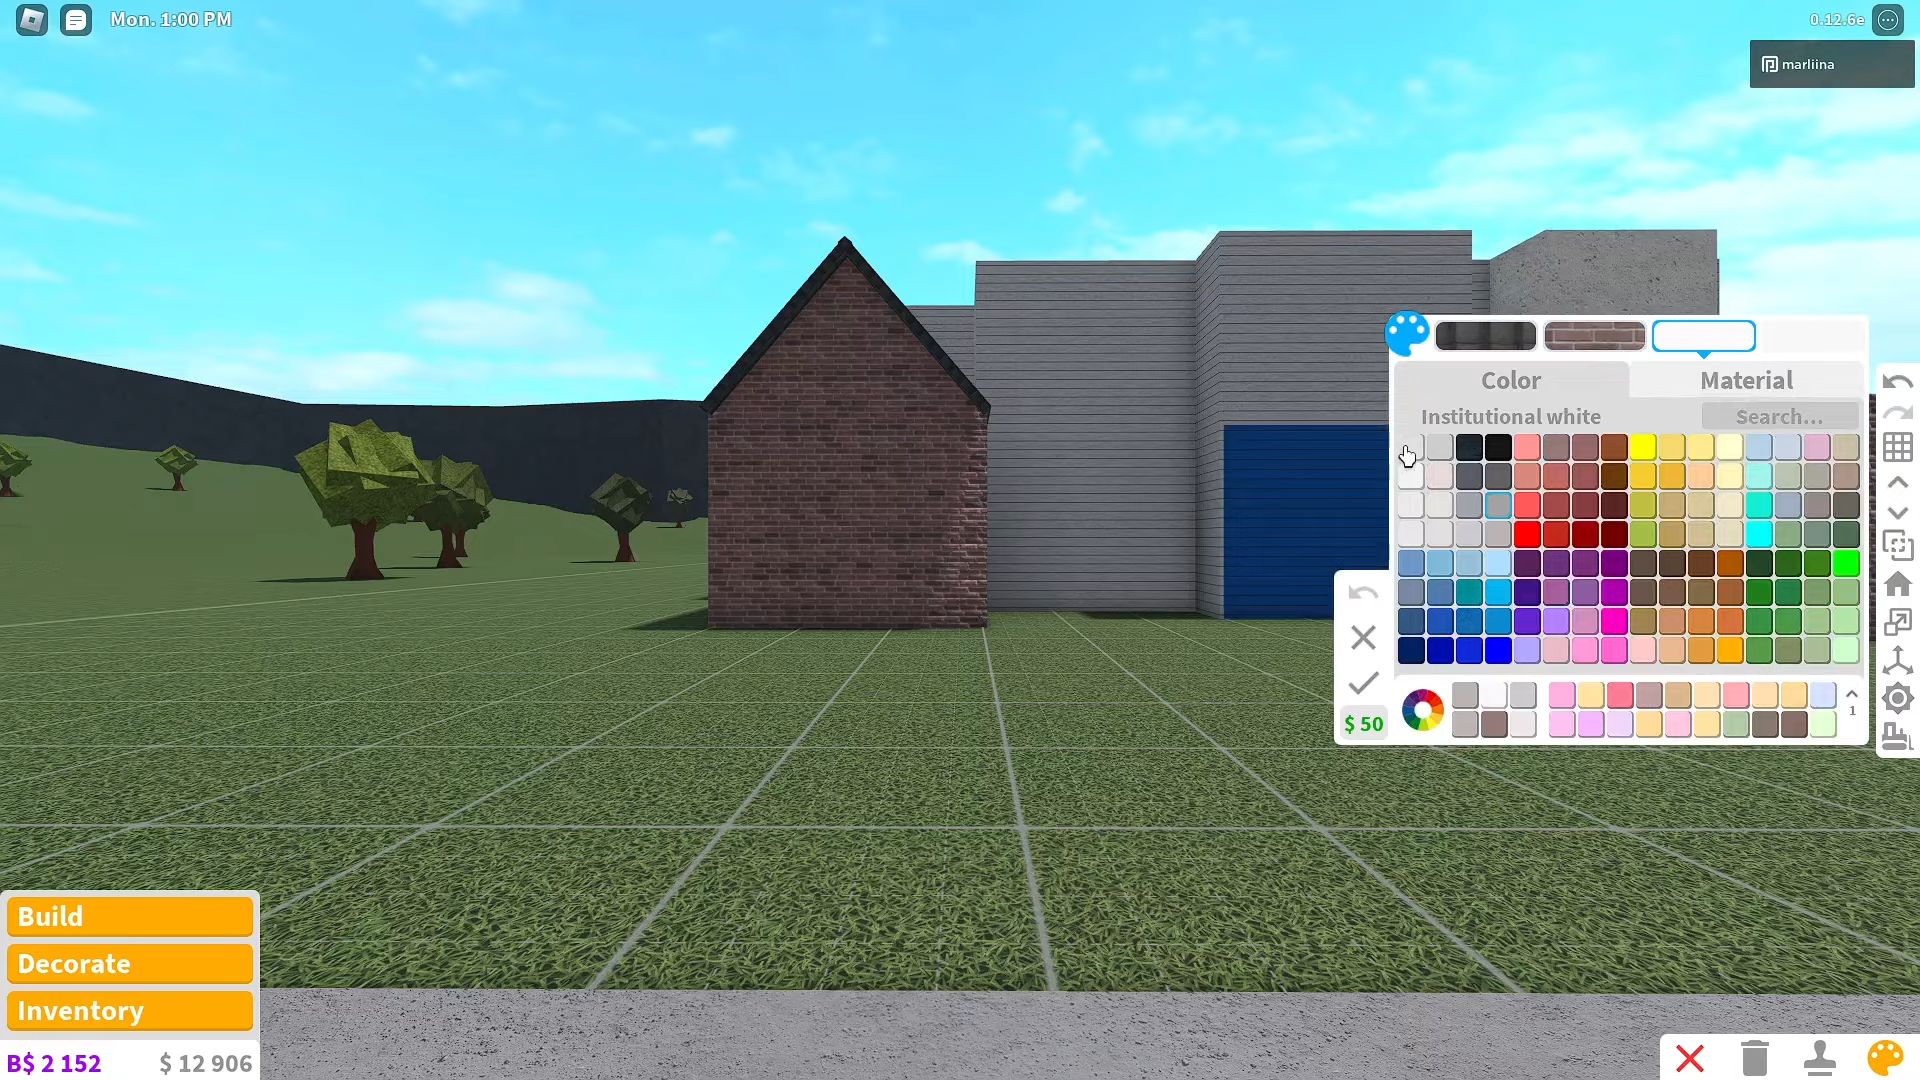 Mon. 1:00 PM
0.12.6e
marliina
Color
Material
Institutional white
Search...
$ 50
1
Build
Decorate
Inventory
B$ 2 152
$ 12 906